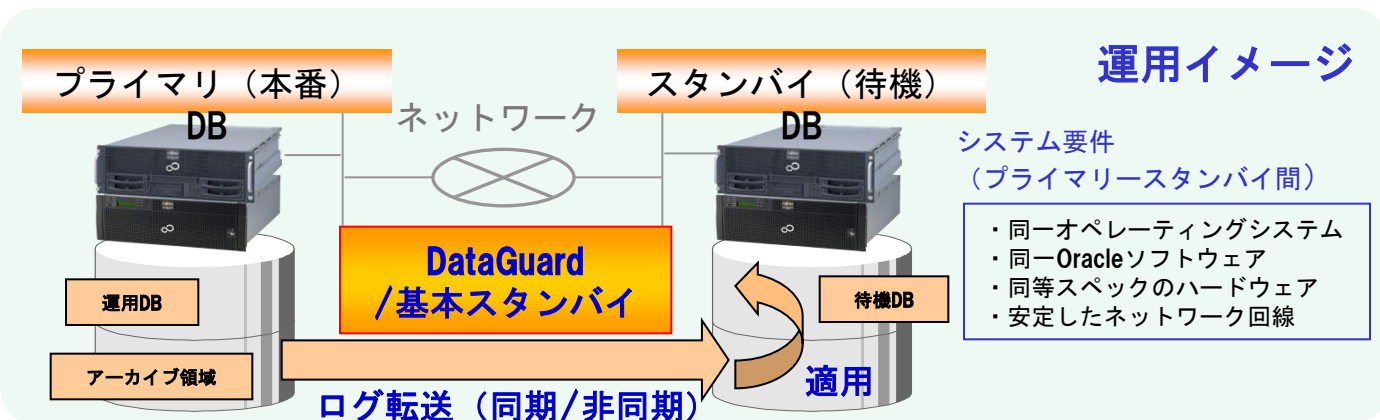 運用イメージ
プライマリ（本番）
DB
ネットワーク
スタンバイ（待機）
DB
システム要件
（プライマリースタンバイ間）
・同一オペレーティングシステム
・同一Oracleソフトウェア
・同等スペックのハードウェア
・安定したネットワーク回線
DataGuard
/基本スタンバイ
運用DB
待機DB
アーカイブ領域
適用
ログ転送（同期/非同期）